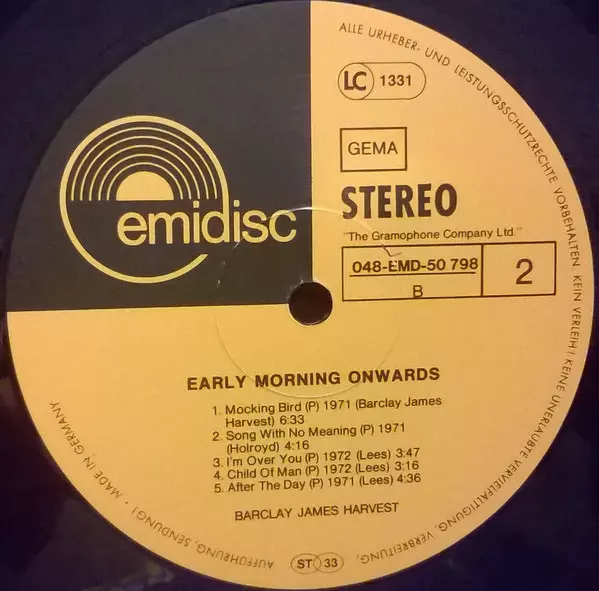 emidisc
LC 1331
GEMA
STEREO
"The Gramophone Company Ltd."
048-EMD-50 798
B
2
EARLY MORNING ONWARDS
1. Mocking Bird (P) 1971 (Barclay James
Harvest) 6:33
2. Song With No Meaning (P) 1971
(Holroyd) 4:16
3. I'm Over You (P) 1972 (Lees) 3:47
4. Child Of Man (P) 1972 (Lees) 3:16
5. After The Day (P) 1971 (Lees) 4:36
BARCLAY JAMES HARVEST
ST 33
ALLE URHEBER- UND LEISTUNGSSCHUTZRECHTE VORBEHALTEN. KEIN VERLEIH! KEINE UNERLAUBTE VERVIELFÄLTIGUNG, VERBREITUNG, AUFFÜHRUNG, SENDUNG! · MADE IN GERMANY